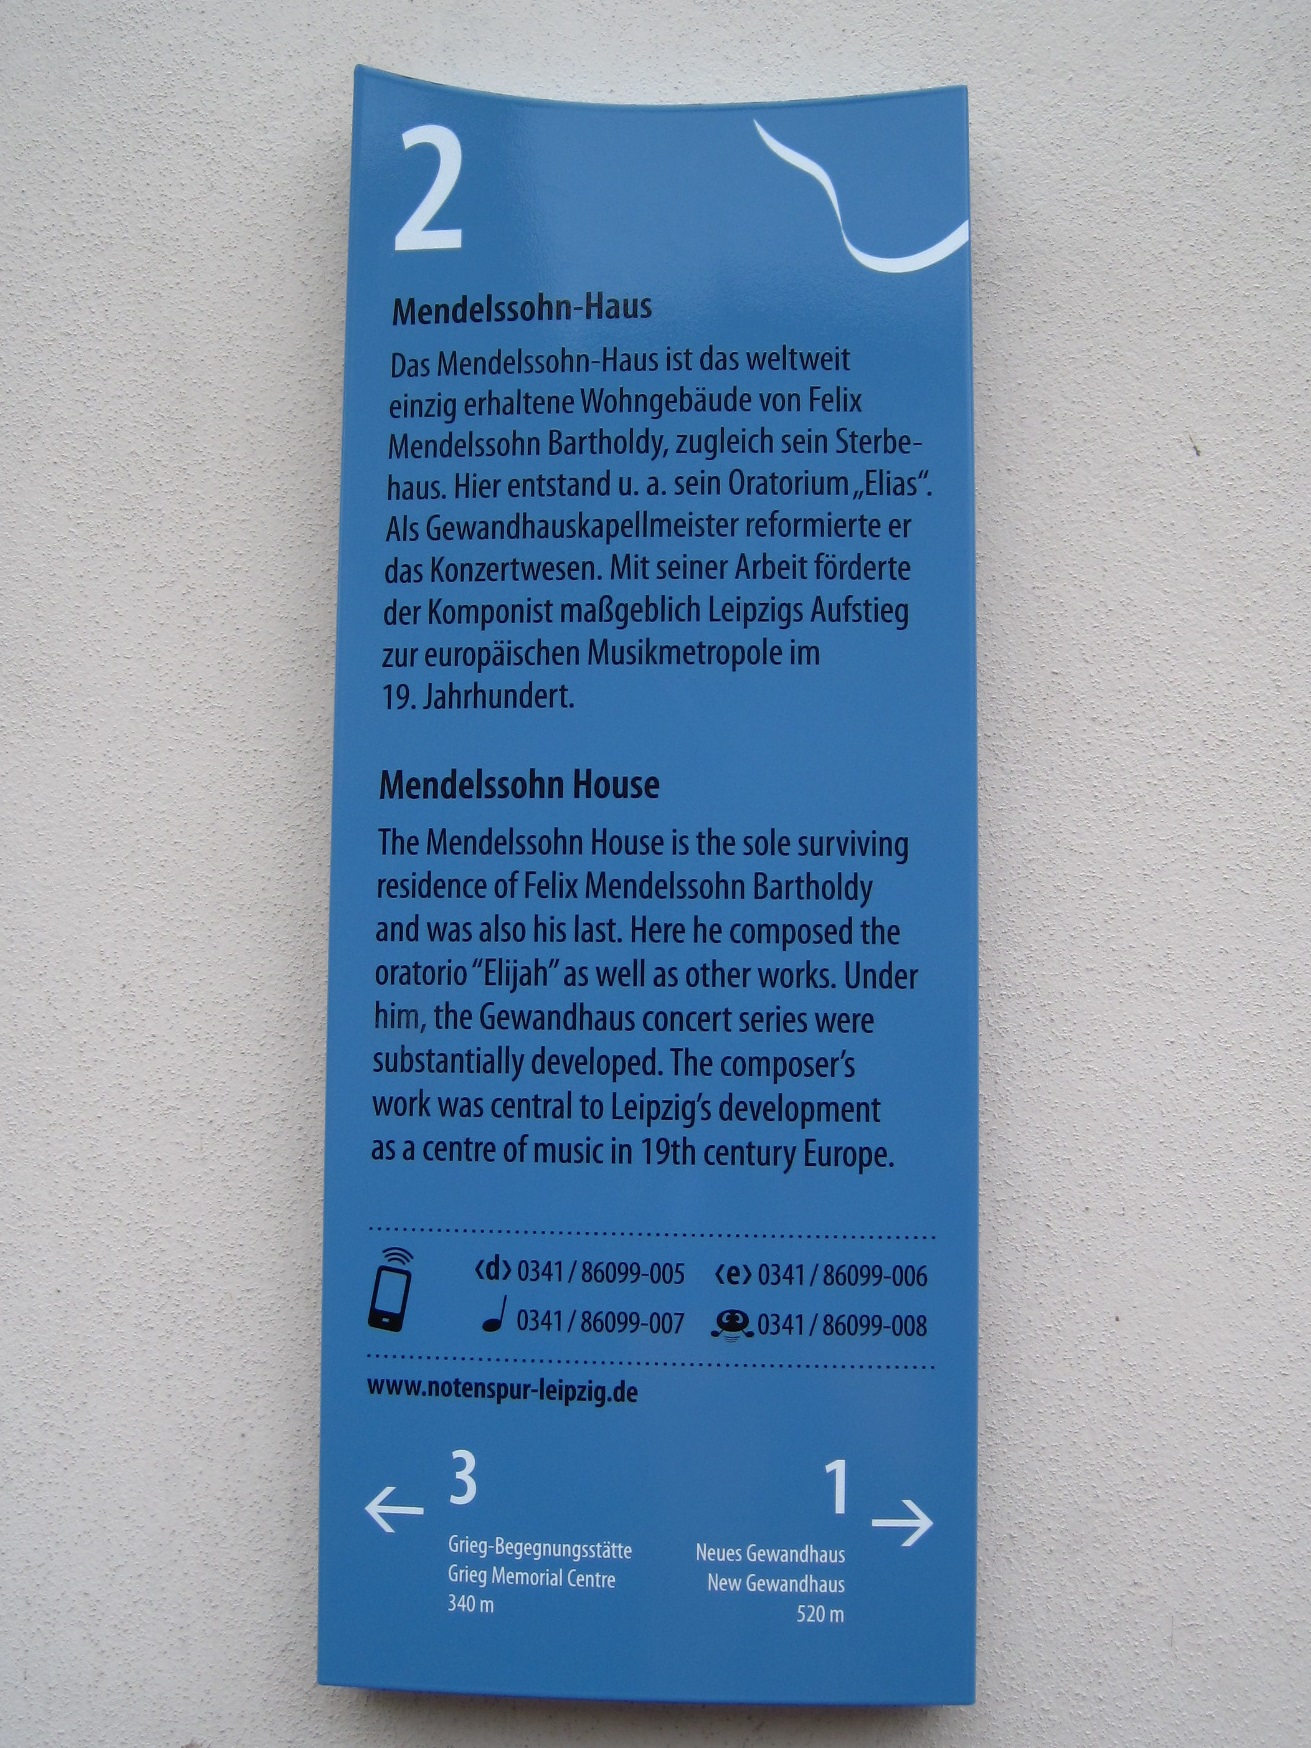 2
Mendelssohn-Haus
Das Mendelssohn-Haus ist das weltweit
einzig erhaltene Wohngebäude von Felix
Mendelssohn Bartholdy, zugleich sein Sterbe-
haus. Hier entstand u. a. sein Oratorium „Elias“.
Als Gewandhauskapellmeister reformierte er
das Konzertwesen. Mit seiner Arbeit förderte
der Komponist maßgeblich Leipzigs Aufstieg
zur europäischen Musikmetropole im
19. Jahrhundert.
Mendelssohn House
The Mendelssohn House is the sole surviving
residence of Felix Mendelssohn Bartholdy
and was also his last. Here he composed the
oratorio “Elijah” as well as other works. Under
him, the Gewandhaus concert series were
substantially developed. The composer’s
work was central to Leipzig’s development
as a centre of music in 19th century Europe.
‹d› 0341 / 86099-005 ‹e› 0341 / 86099-006
0341 / 86099-007 0341 / 86099-008
www.notenspur-leipzig.de
← 3
Grieg-Begegnungsstätte
Grieg Memorial Centre
340 m
1 →
Neues Gewandhaus
New Gewandhaus
520 m